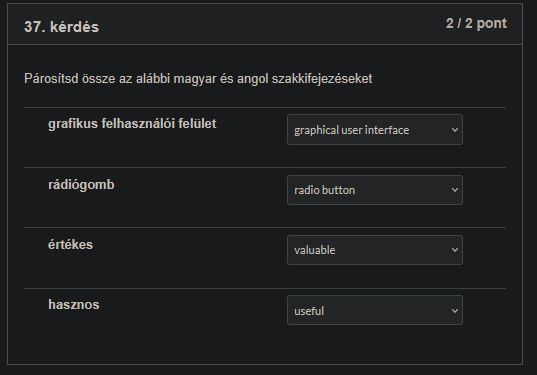 37. kérdés
2 / 2 pont
Párosítsd össze az alábbi magyar és angol szakkifejezéseket
grafikus felhasználói felület
graphical user interface
rádiógomb
radio button
értékes
valuable
hasznos
useful